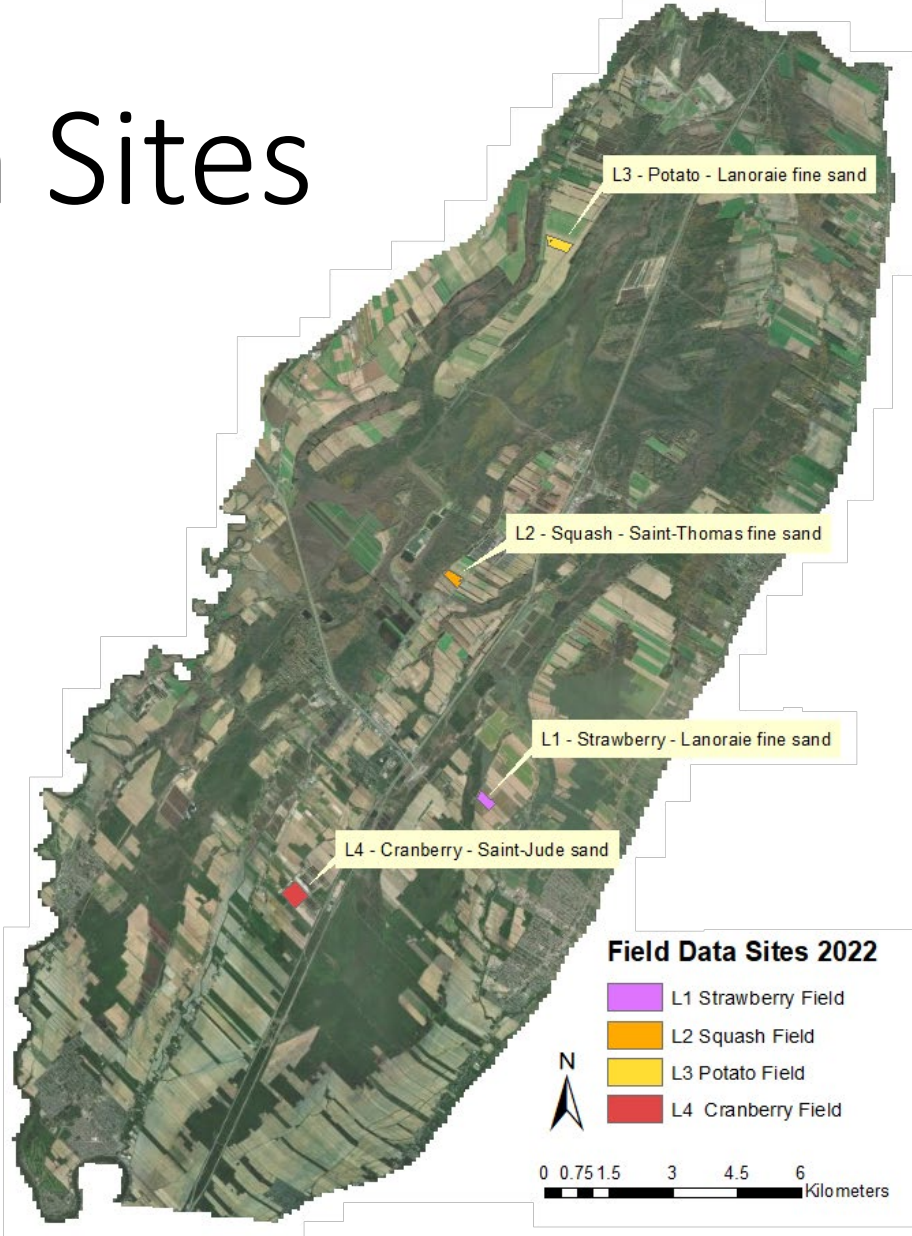 Sites
L3 - Potato - Lanoraie fine sand
L2 - Squash - Saint-Thomas fine sand
L1 - Strawberry - Lanoraie fine sand
L4 - Cranberry - Saint-Jude sand
Field Data Sites 2022
L1 Strawberry Field
L2 Squash Field
L3 Potato Field
L4 Cranberry Field
N
0 0.75 1.5 3 4.5 6
Kilometers